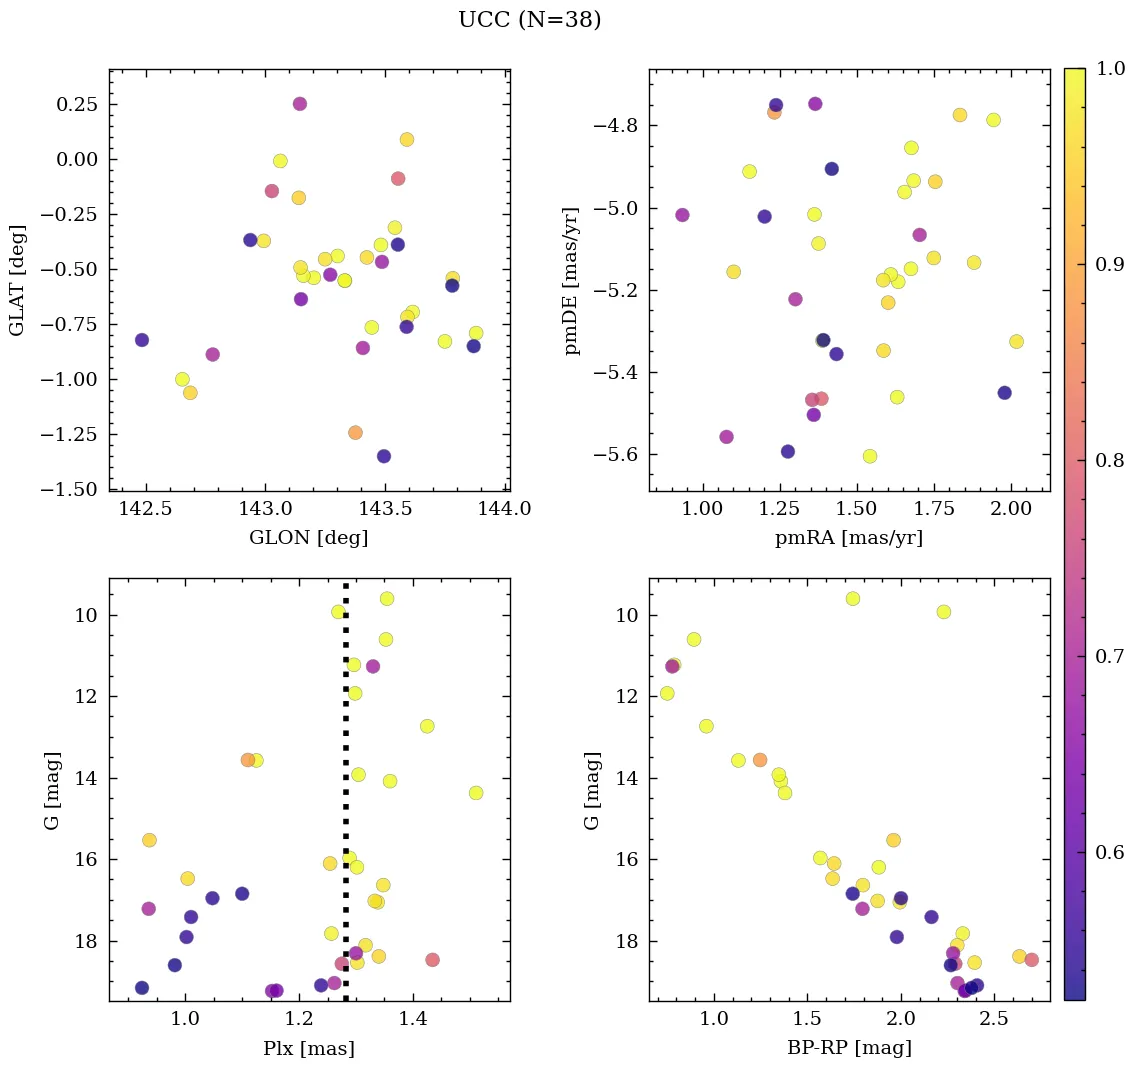 UCC (N=38)
0.25
0.00
−0.25
−0.50
−0.75
−1.00
−1.25
−1.50
GLAT [deg]
142.5 143.0 143.5 144.0
GLON [deg]
−4.8
−5.0
−5.2
−5.4
−5.6
pmDE [mas/yr]
1.00 1.25 1.50 1.75 2.00
pmRA [mas/yr]
1.0
0.9
0.8
0.7
0.6
10
12
14
16
18
G [mag]
1.0 1.2 1.4
Plx [mas]
10
12
14
16
18
G [mag]
1.0 1.5 2.0 2.5
BP-RP [mag]